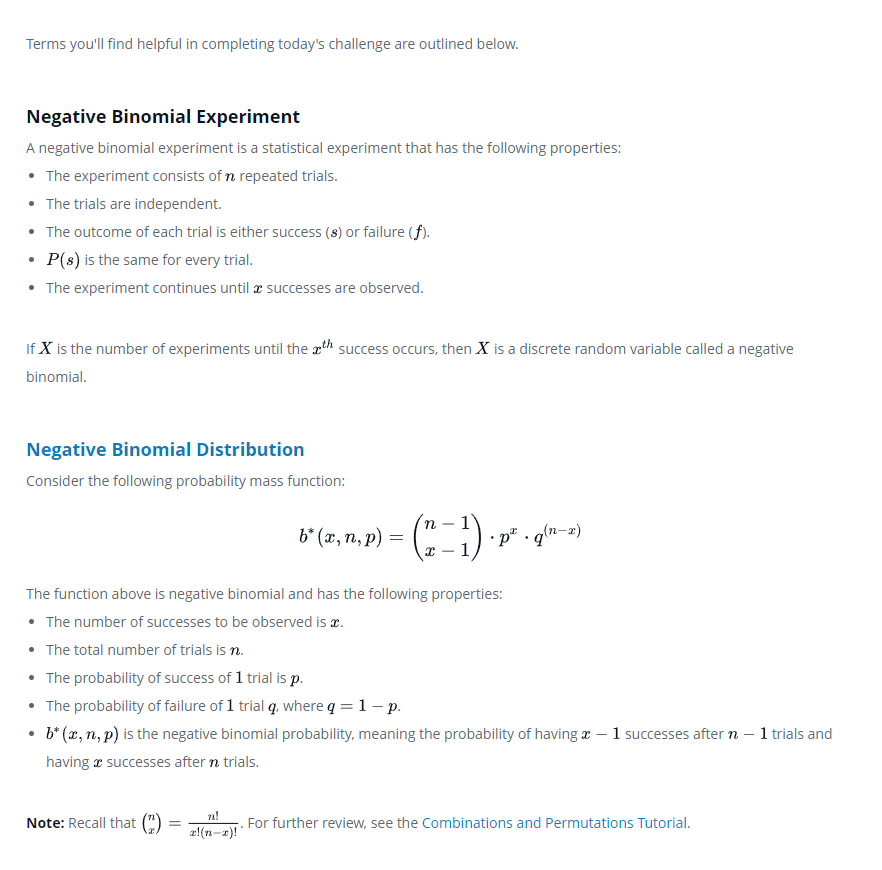 Terms you'll find helpful in completing today's challenge are outlined below.
Negative Binomial Experiment
A negative binomial experiment is a statistical experiment that has the following properties:
• The experiment consists of n repeated trials.
• The trials are independent.
• The outcome of each trial is either success (s) or failure (f).
• P(s) is the same for every trial.
• The experiment continues until x successes are observed.
If X is the number of experiments until the x^{th} success occurs, then X is a discrete random variable called a negative
binomial.
Negative Binomial Distribution
Consider the following probability mass function:
b^*(x, n, p) = \binom{n-1}{x-1} \cdot p^x \cdot q^{(n-x)}
The function above is negative binomial and has the following properties:
• The number of successes to be observed is x.
• The total number of trials is n.
• The probability of success of 1 trial is p.
• The probability of failure of 1 trial q, where q = 1 − p.
• b^*(x, n, p) is the negative binomial probability, meaning the probability of having x − 1 successes after n − 1 trials and
having x successes after n trials.
Note: Recall that \binom{n}{x} = \frac{n!}{x!(n-x)!}. For further review, see the Combinations and Permutations Tutorial.